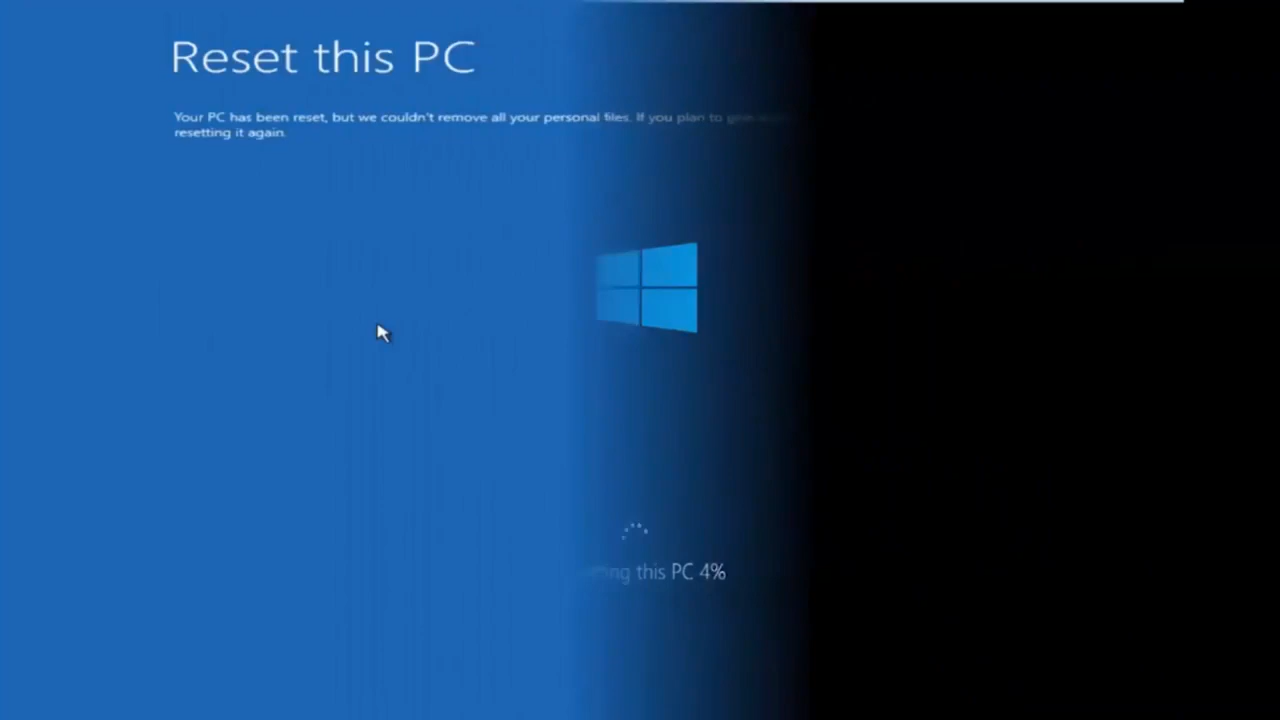 Reset this PC
Your PC has been reset, but we couldn't remove all your personal files. If you plan to
resetting it again.
this PC 4%